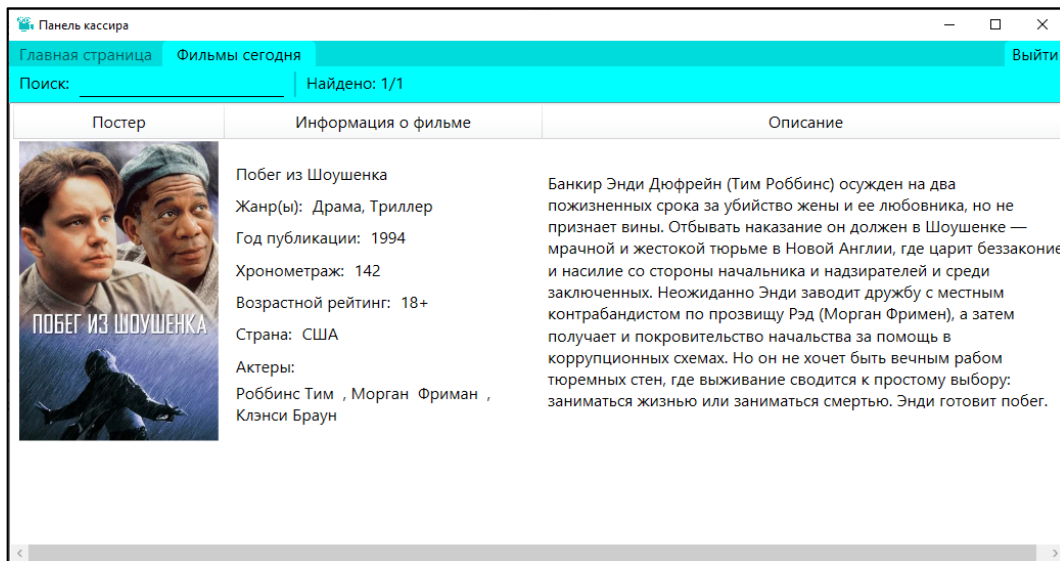 Панель кассира
Главная страница Фильмы сегодня Выйти
Поиск: Найдено: 1/1
Постер Информация о фильме Описание
ПОБЕГ ИЗ ШОУШЕНКА
Побег из Шоушенка
Жанр(ы): Драма, Триллер
Год публикации: 1994
Хронометраж: 142
Возрастной рейтинг: 18+
Страна: США
Актеры:
Роббинс Тим , Морган Фриман ,
Клэнси Браун
Банкир Энди Дюфрейн (Тим Роббинс) осужден на два
пожизненных срока за убийство жены и ее любовника, но не
признает вины. Отбывать наказание он должен в Шоушенке —
мрачной и жестокой тюрьме в Новой Англии, где царит беззаконие
и насилие со стороны начальника и надзирателей и среди
заключенных. Неожиданно Энди заводит дружбу с местным
контрабандистом по прозвищу Рэд (Морган Фримен), а затем
получает и покровительство начальства за помощь в
коррупционных схемах. Но он не хочет быть вечным рабом
тюремных стен, где выживание сводится к простому выбору:
заниматься жизнью или заниматься смертью. Энди готовит побег.